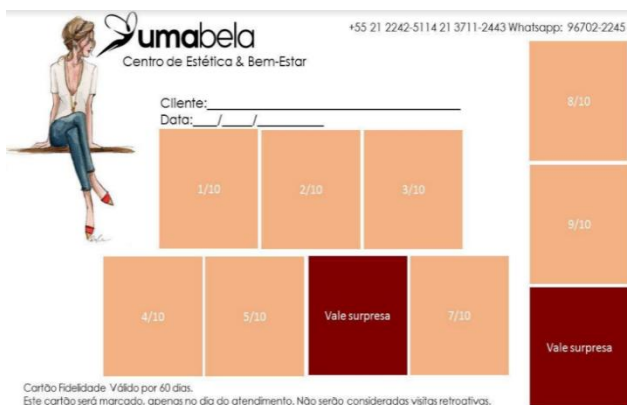 umabela
Centro de Estética & Bem-Estar
+55 21 2242-5114 21 3711-2443 Whatsapp: 96702-2245
Cliente:
Data:___/____/
1/10
2/10
3/10
4/10
5/10
Vale surpresa
7/10
8/10
9/10
Vale surpresa
Cartão Fidelidade Válido por 60 dias.
Este cartão será marcado, apenas no dia do atendimento. Não serão consideradas visitas retroativas.